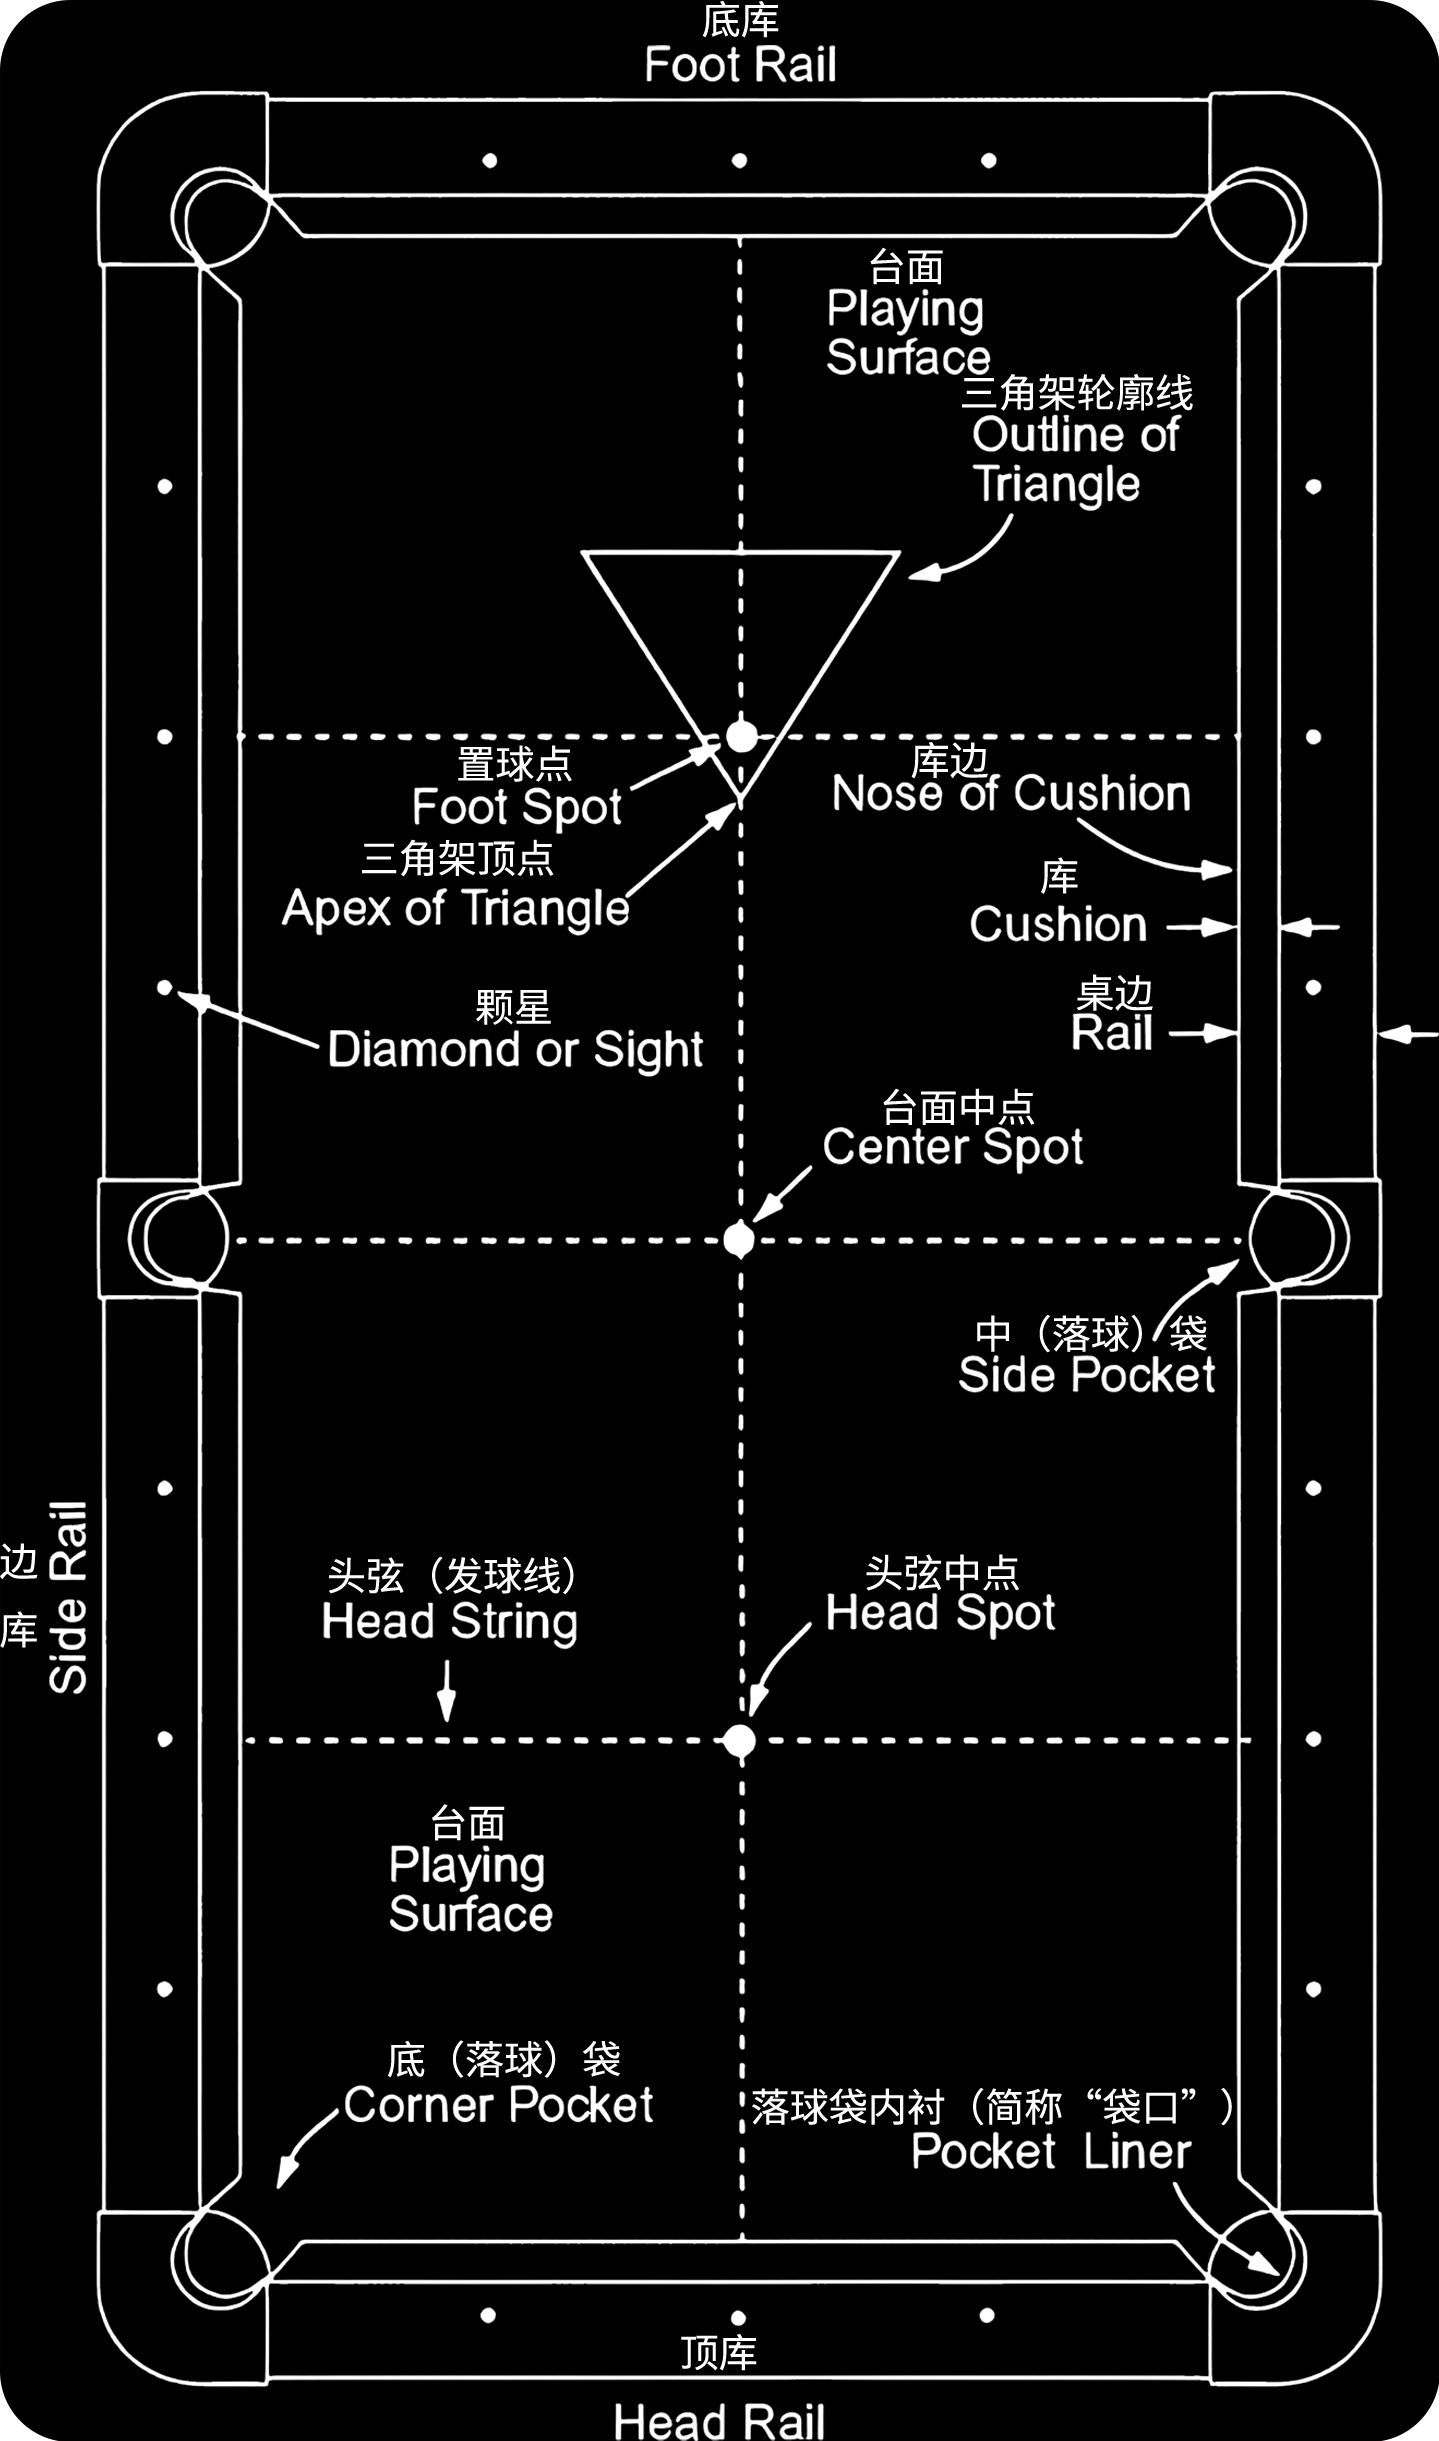 底库
Foot Rail
台面
Playing
Surface
三角架轮廓线
Outline of
Triangle
置球点
Foot Spot
库边
Nose of Cushion
三角架顶点
Apex of Triangle
库
Cushion
颗星
Diamond or Sight
桌边
Rail
台面中点
Center Spot
中（落球）袋
Side Pocket
边
库
Side Rail
头弦（发球线）
Head String
头弦中点
Head Spot
台面
Playing
Surface
底（落球）袋
Corner Pocket
落球袋内衬（简称“袋口”）
Pocket Liner
顶库
Head Rail